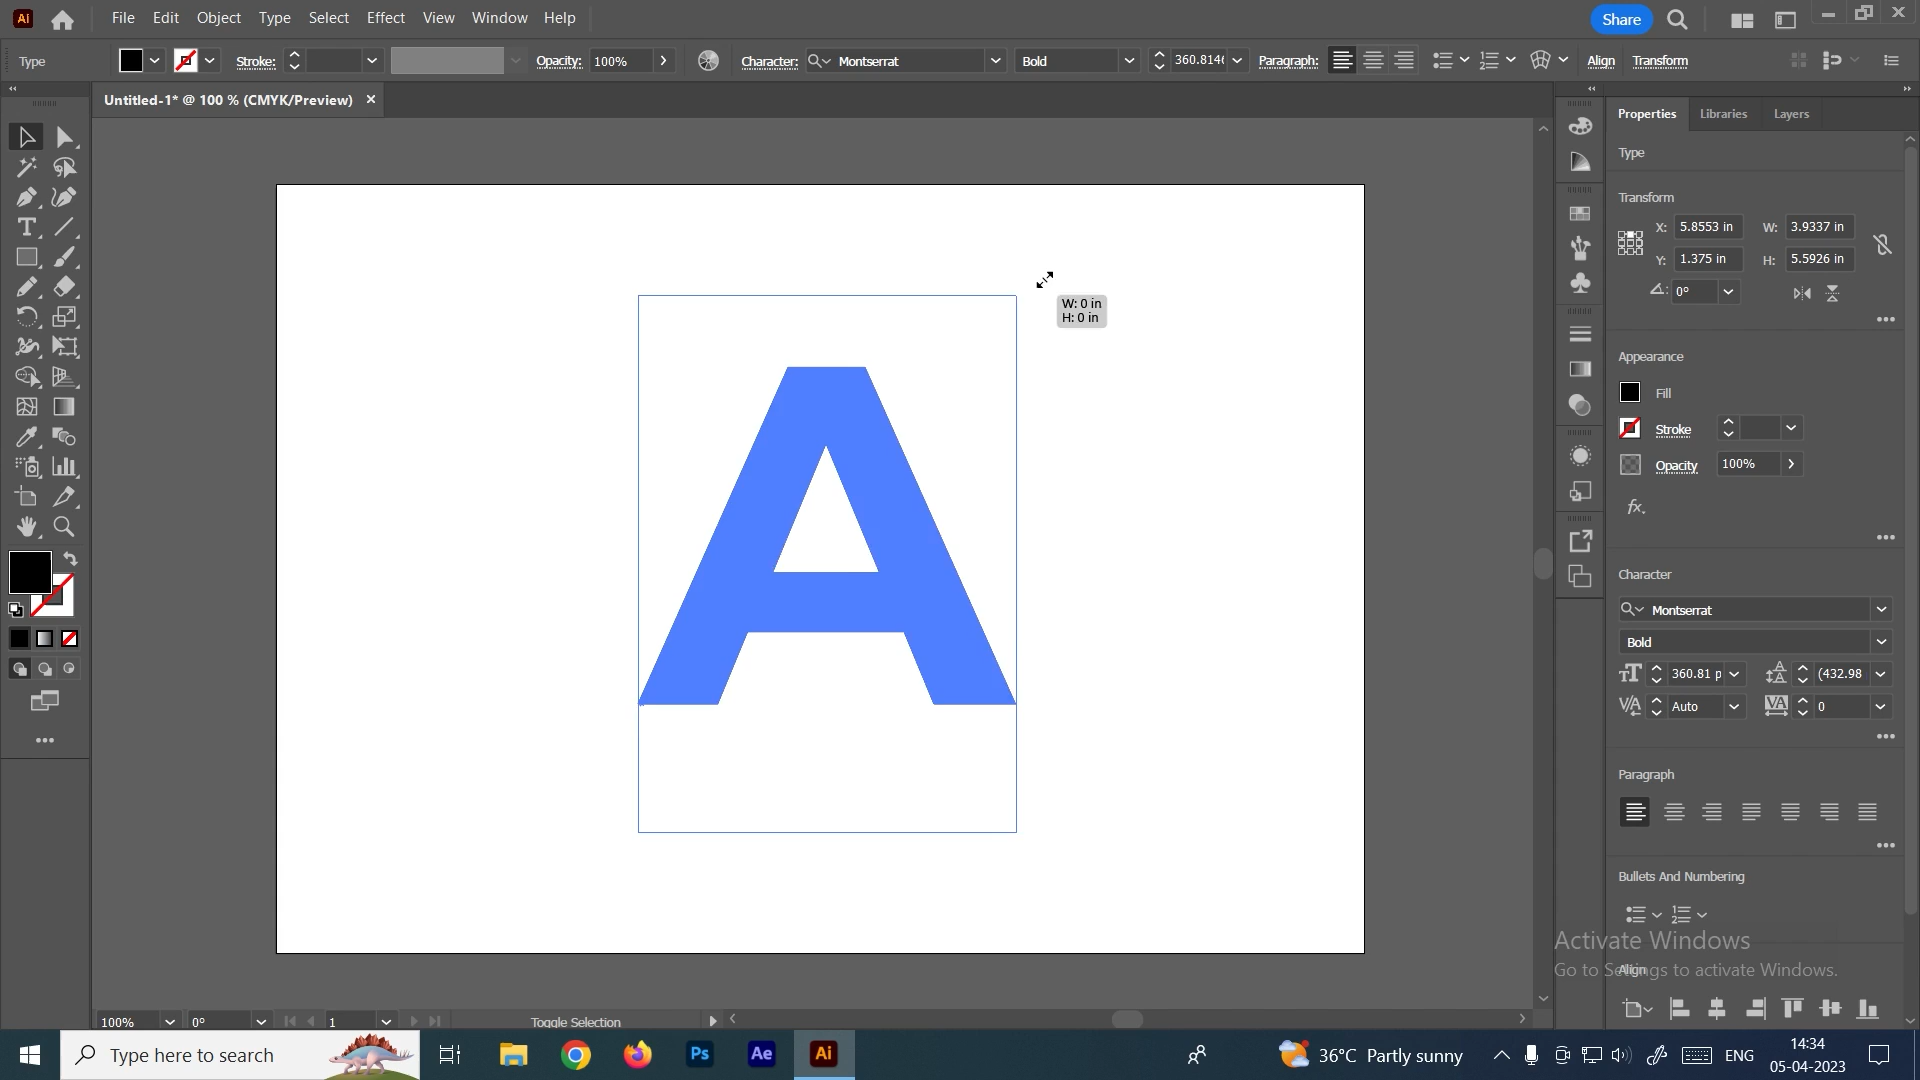 Ai File Edit Object Type Select Effect View Window Help Share
Type Stroke: Opacity: 100% Character: Montserrat Bold 360.814 Paragraph: Align Transform
Untitled-1* @ 100 % (CMYK/Preview)
Properties Libraries Layers
Type
Transform
X: 5.8553 in W: 3.9337 in
Y: 1.375 in H: 5.5926 in
0°
W: 0 in
H: 0 in
A
Appearance
Fill
Stroke
Opacity 100%
fx.
Character
Montserrat
Bold
360.81 p (432.98
Auto 0
Paragraph
Bullets And Numbering
Activate Windows
Go to Settings to activate Windows.
Align
100% 0° 1 Toggle Selection
Type here to search Ps Ae Ai 36°C Partly sunny ENG 14:34
05-04-2023